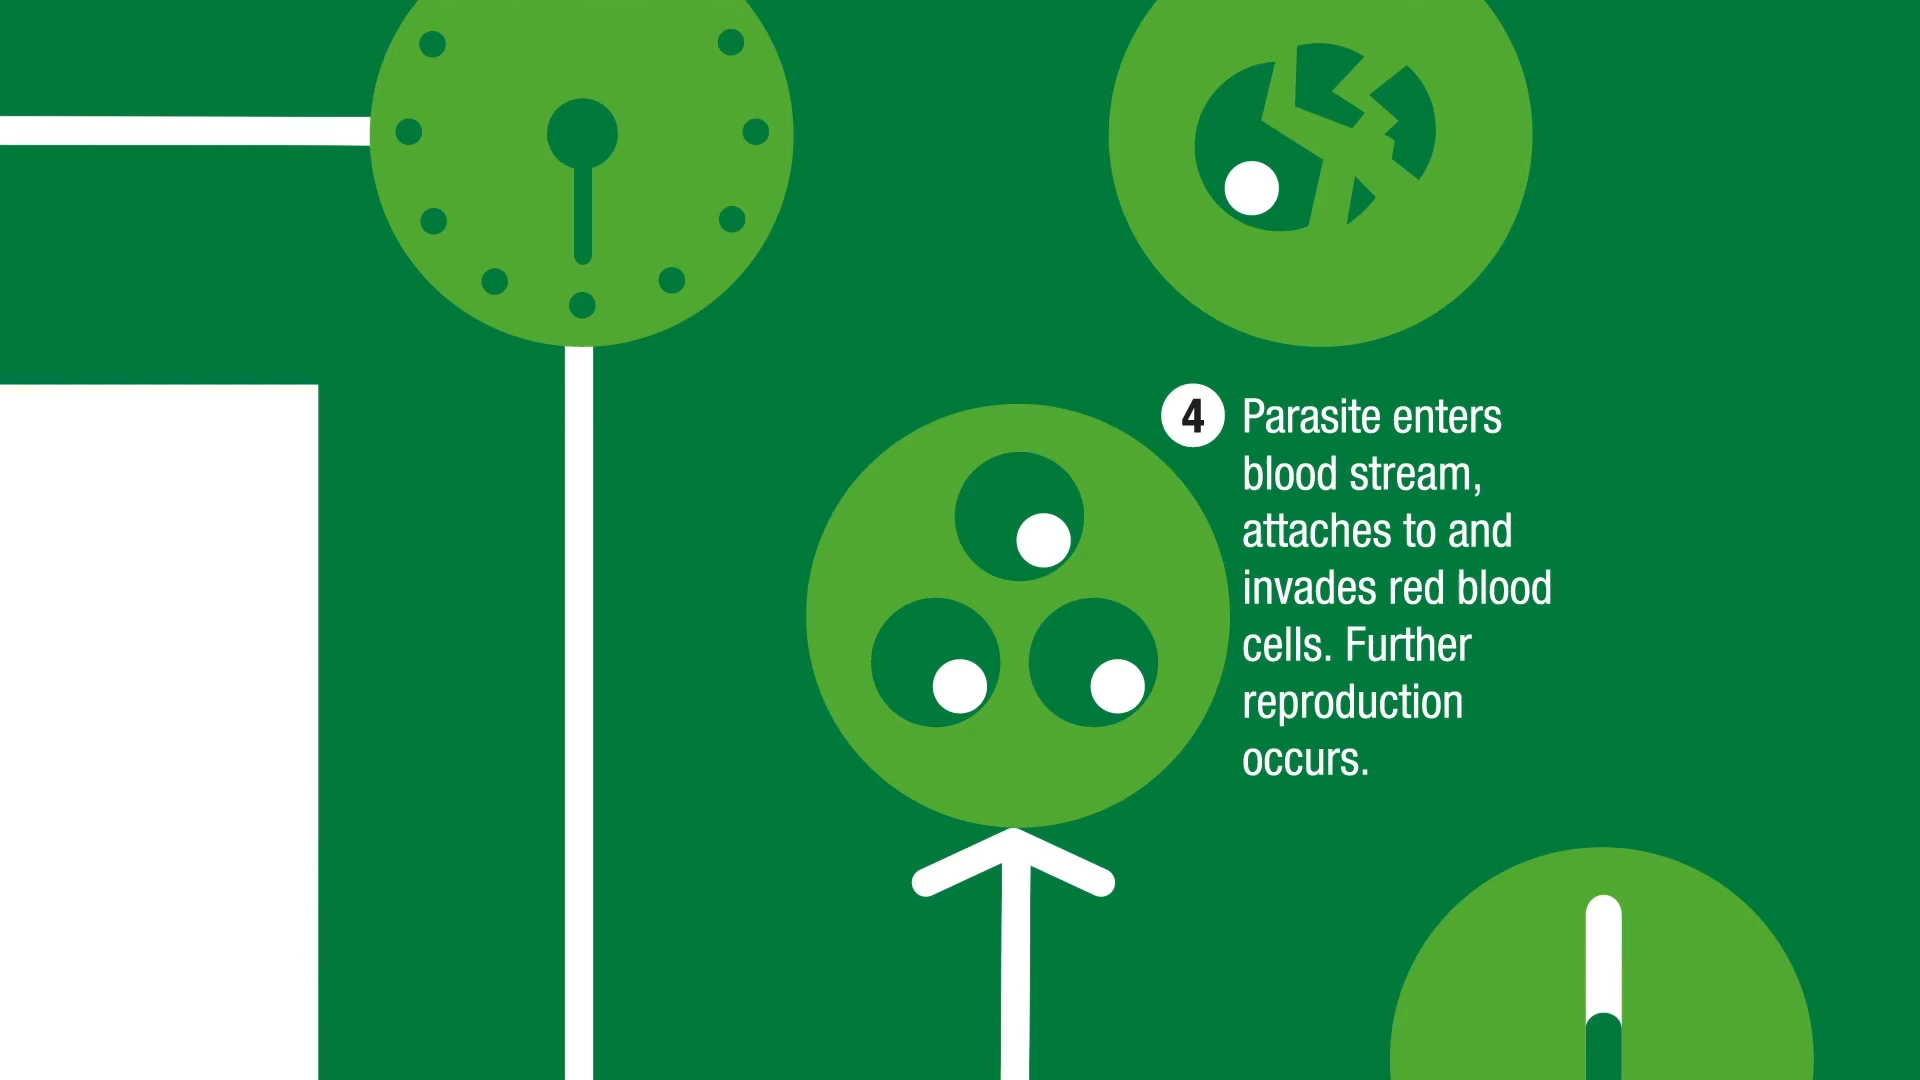 4 Parasite enters
blood stream,
attaches to and
invades red blood
cells. Further
reproduction
occurs.